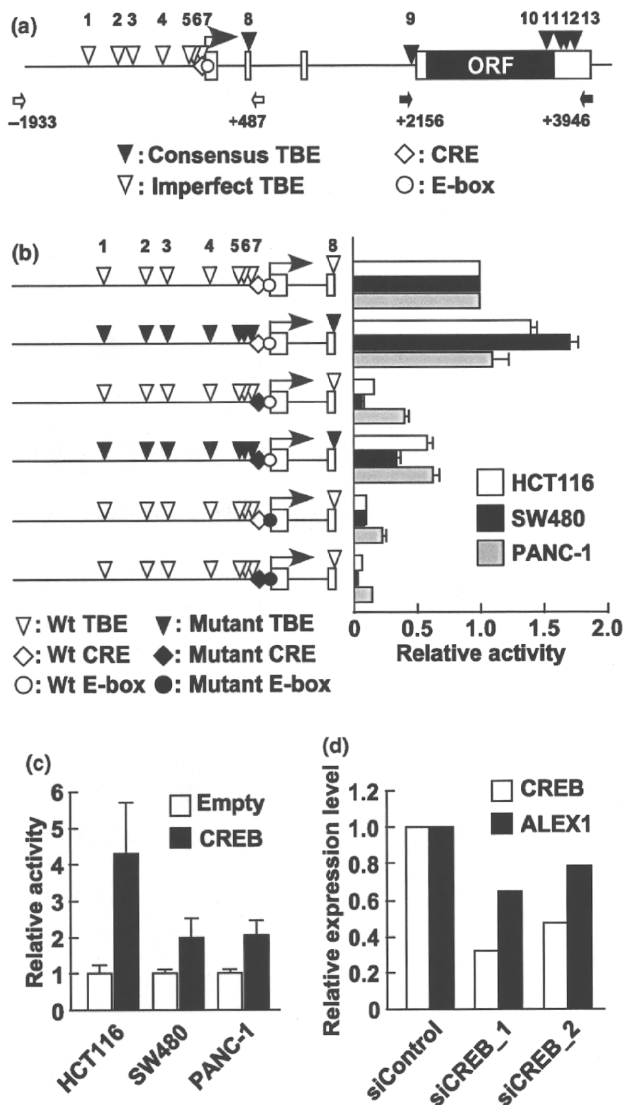 (a)
1 2 3 4 5 6 7 8 9 10 11 12 13
ORF
–1933 +487 +2156 +3946
▼: Consensus TBE ◇: CRE
▽: Imperfect TBE ○: E-box
(b)
1 2 3 4 5 6 7 8
HCT116
SW480
PANC-1
0 0.5 1.0 1.5 2.0
Relative activity
▽: Wt TBE ▼: Mutant TBE
◇: Wt CRE ◆: Mutant CRE
○: Wt E-box ●: Mutant E-box
(c)
Relative activity
6
5
4
3
2
1
0
Empty
CREB
HCT116
SW480
PANC-1
(d)
Relative expression level
1.2
1.0
0.8
0.6
0.4
0.2
0
CREB
ALEX1
siControl
siCREB_1
siCREB_2